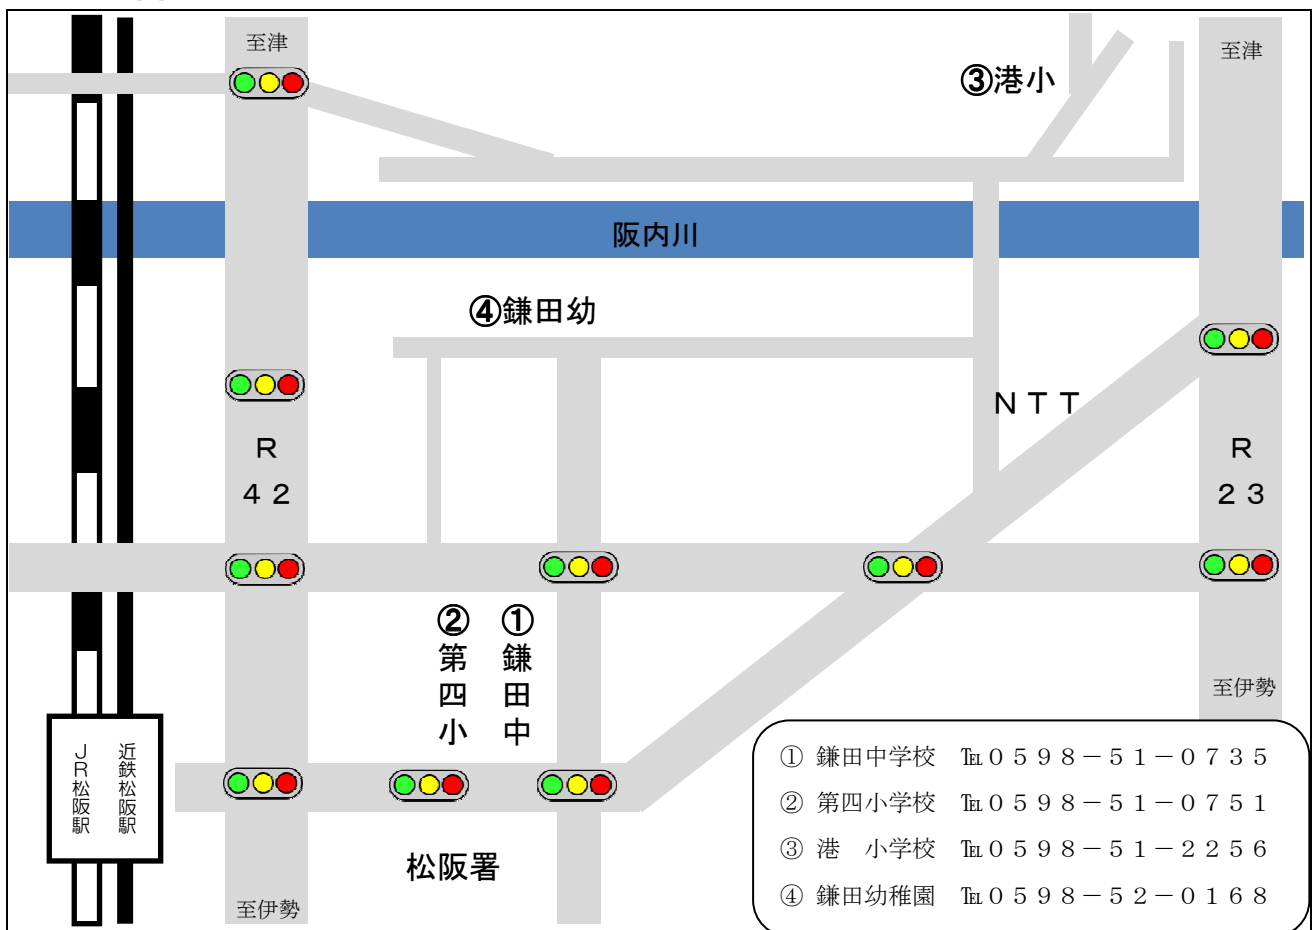 至津
至津
③港小
阪内川
④鎌田幼
ＮＴＴ
Ｒ
４２
Ｒ
２３
②第四小
①鎌田中
至伊勢
ＪＲ松阪駅
近鉄松阪駅
松阪署
至伊勢
① 鎌田中学校 ℡０５９８－５１－０７３５
② 第四小学校 ℡０５９８－５１－０７５１
③ 港　小学校 ℡０５９８－５１－２２５６
④ 鎌田幼稚園 ℡０５９８－５２－０１６８